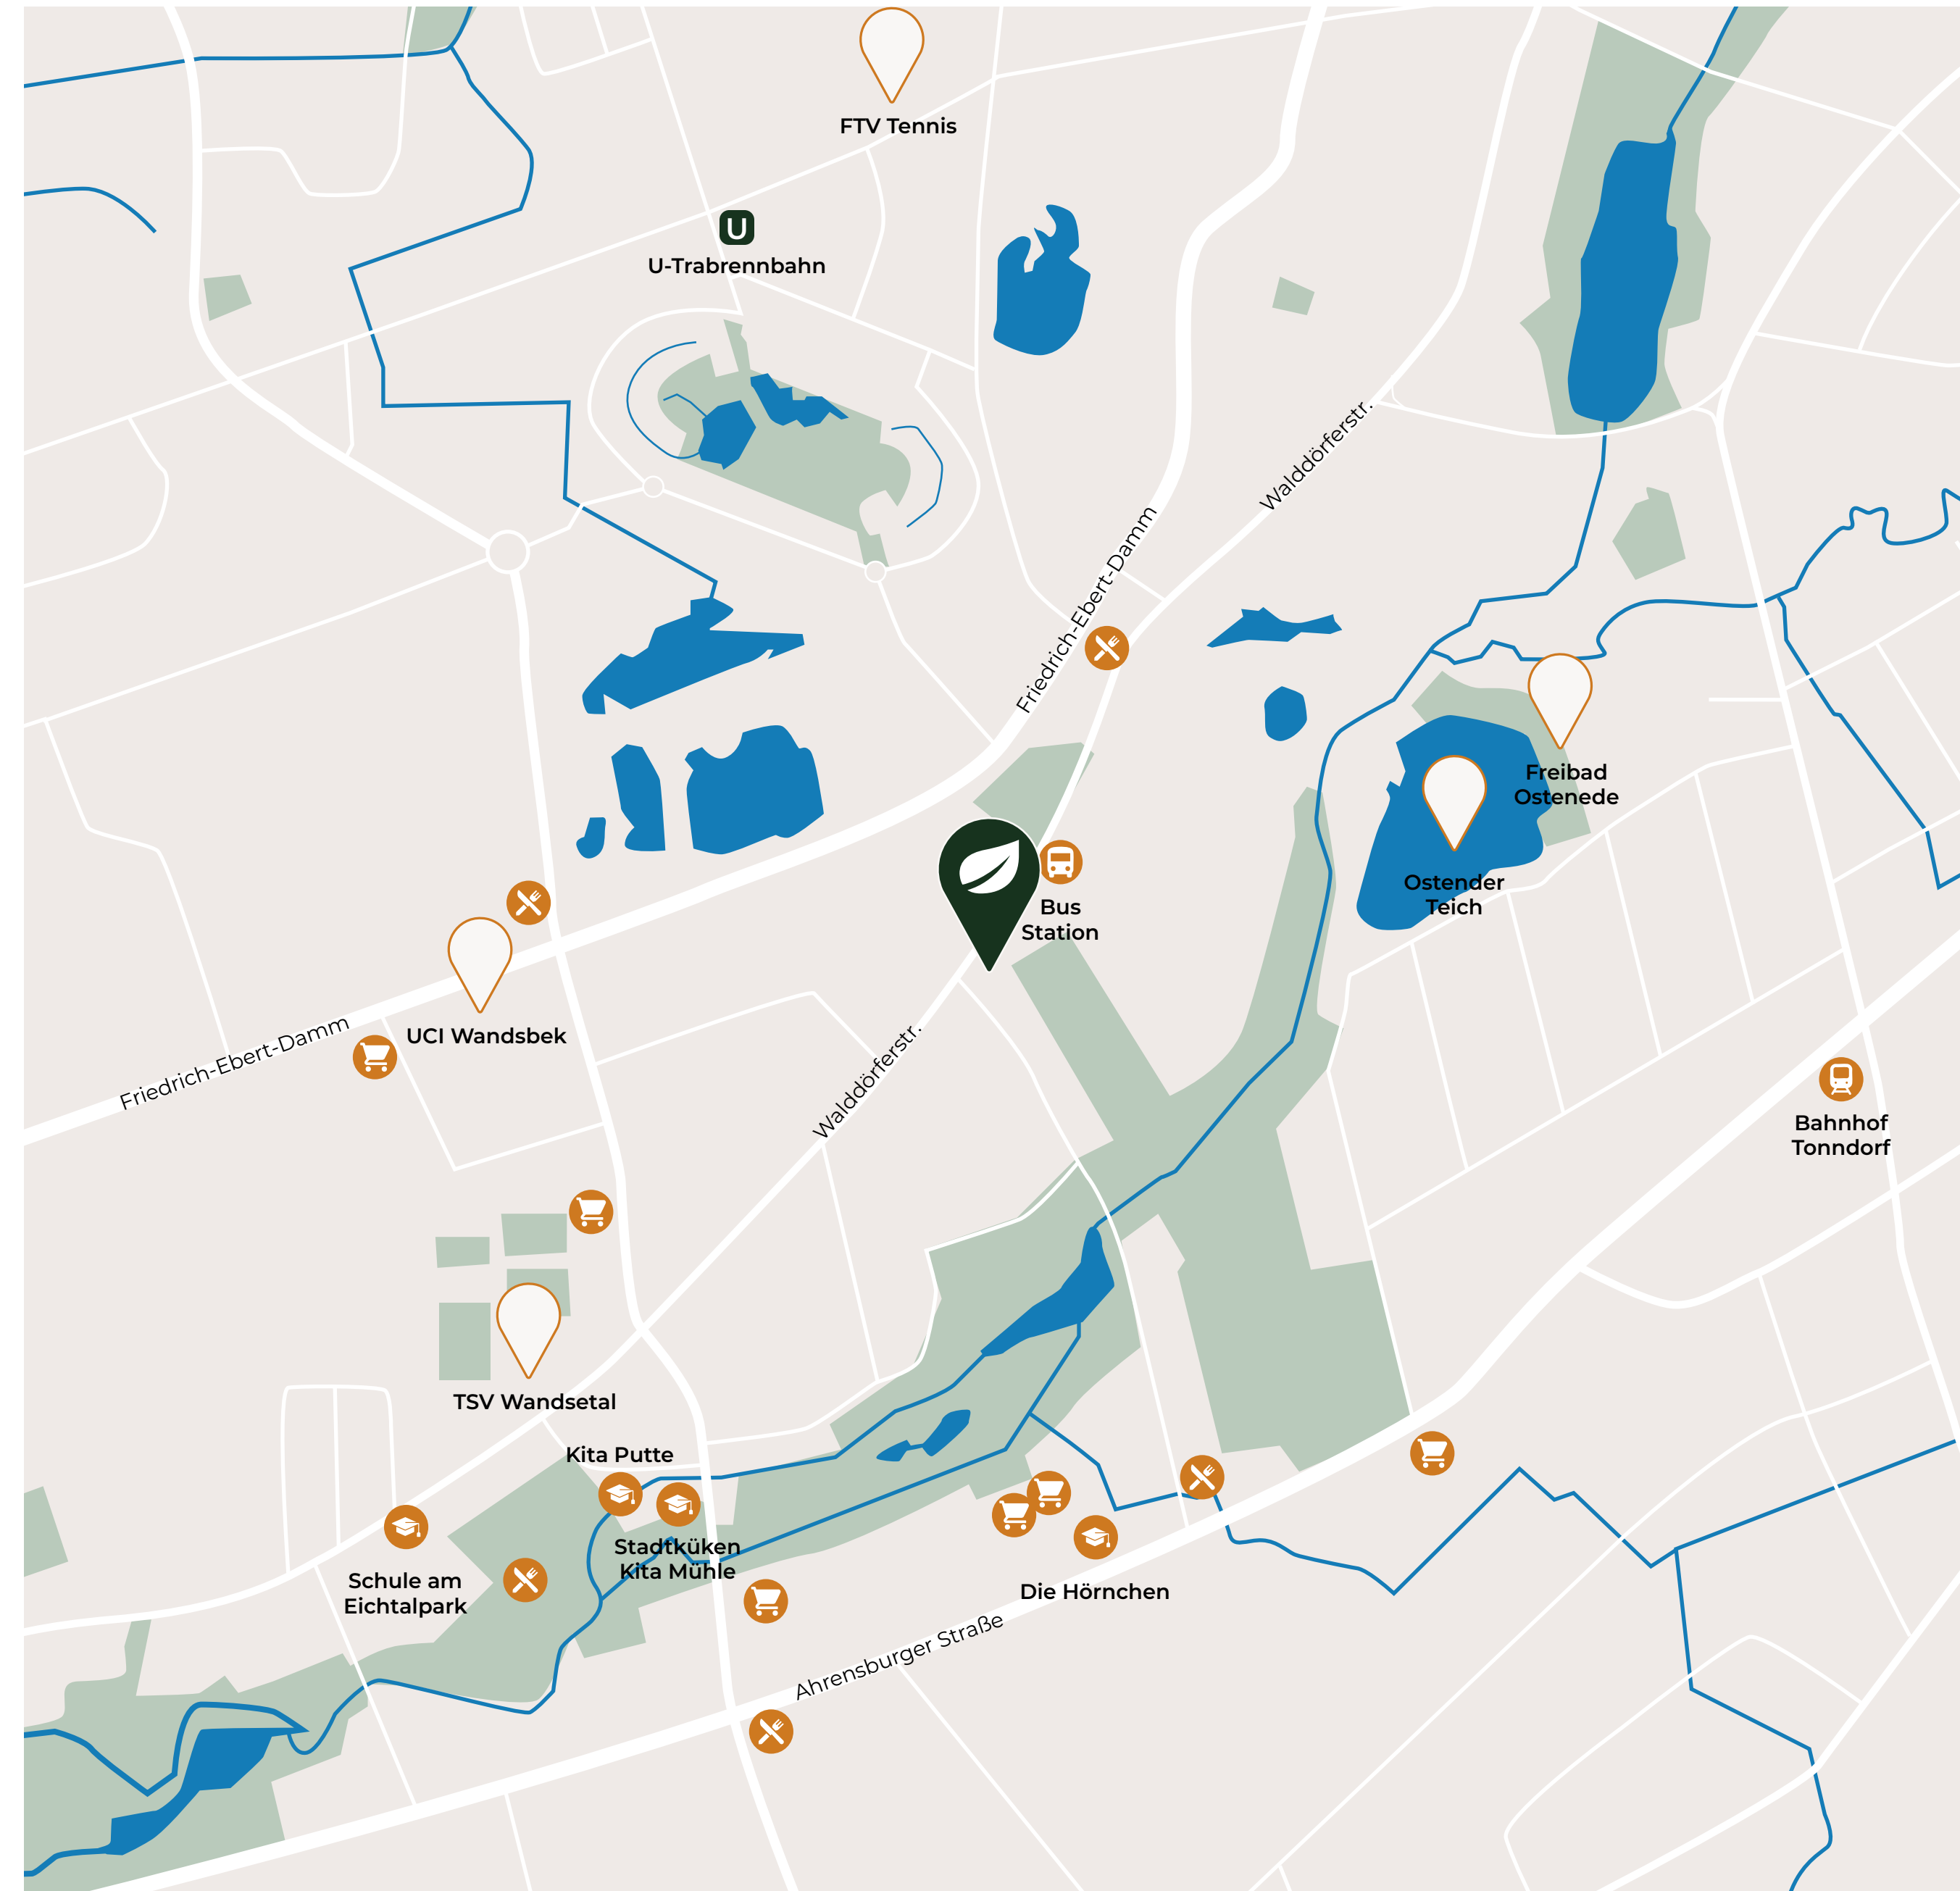 FTV Tennis
U
U-Trabrennbahn
Walddörferstr.
Friedrich-Ebert-Damm
Freibad
Ostenede
Ostender
Teich
Bus
Station
UCI Wandsbek
Friedrich-Ebert-Damm
Walddörferstr.
Bahnhof
Tonndorf
TSV Wandsetal
Kita Putte
Stadtküken
Kita Mühle
Schule am
Eichtalpark
Die Hörnchen
Ahrensburger Straße